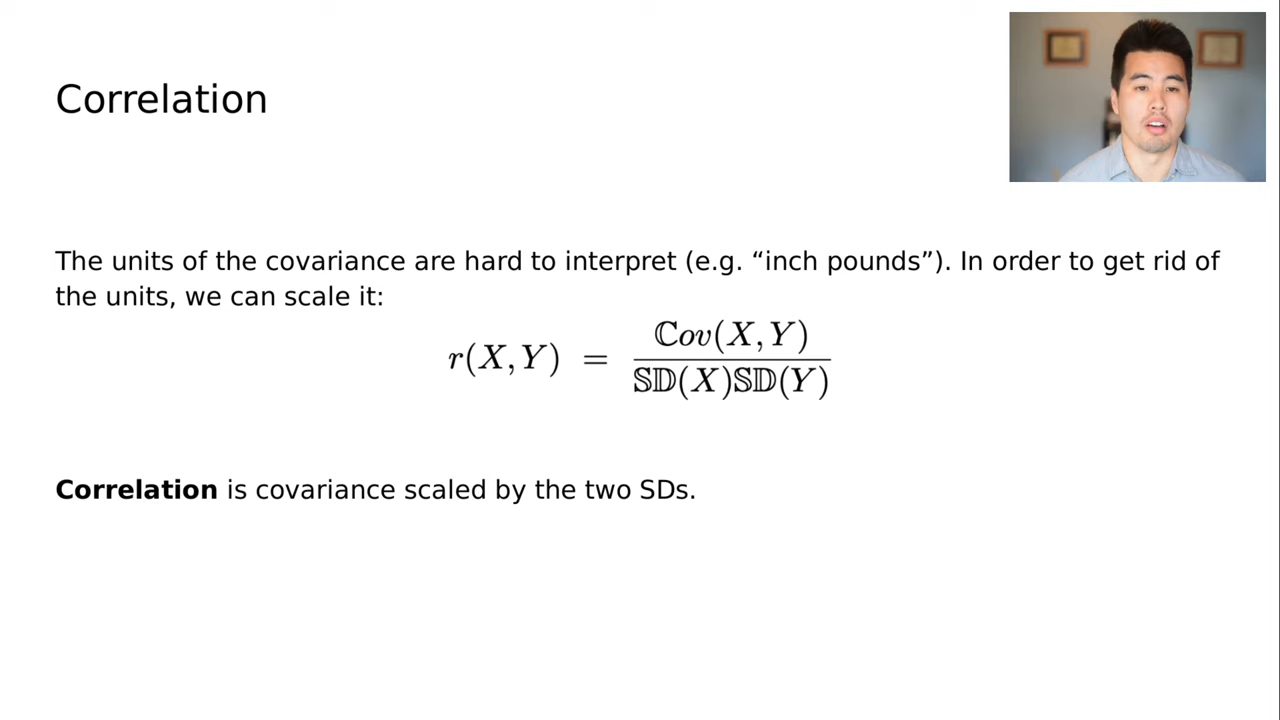 Correlation
The units of the covariance are hard to interpret (e.g. “inch pounds”). In order to get rid of
the units, we can scale it:
r(X, Y) = ℂov(X, Y) / 𝕊𝔻(X)𝕊𝔻(Y)
Correlation is covariance scaled by the two SDs.